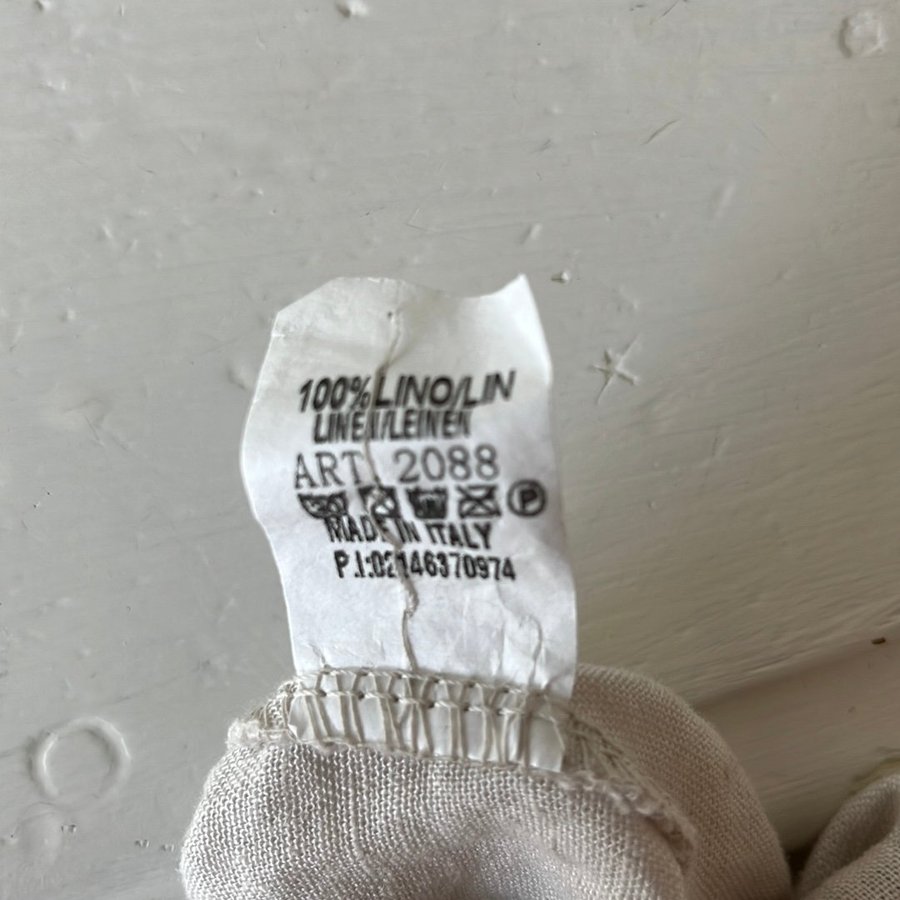 100% LINO/LIN
LINEN/LEINEN
ART. 2088
P
MADE IN ITALY
P.I:02146370974